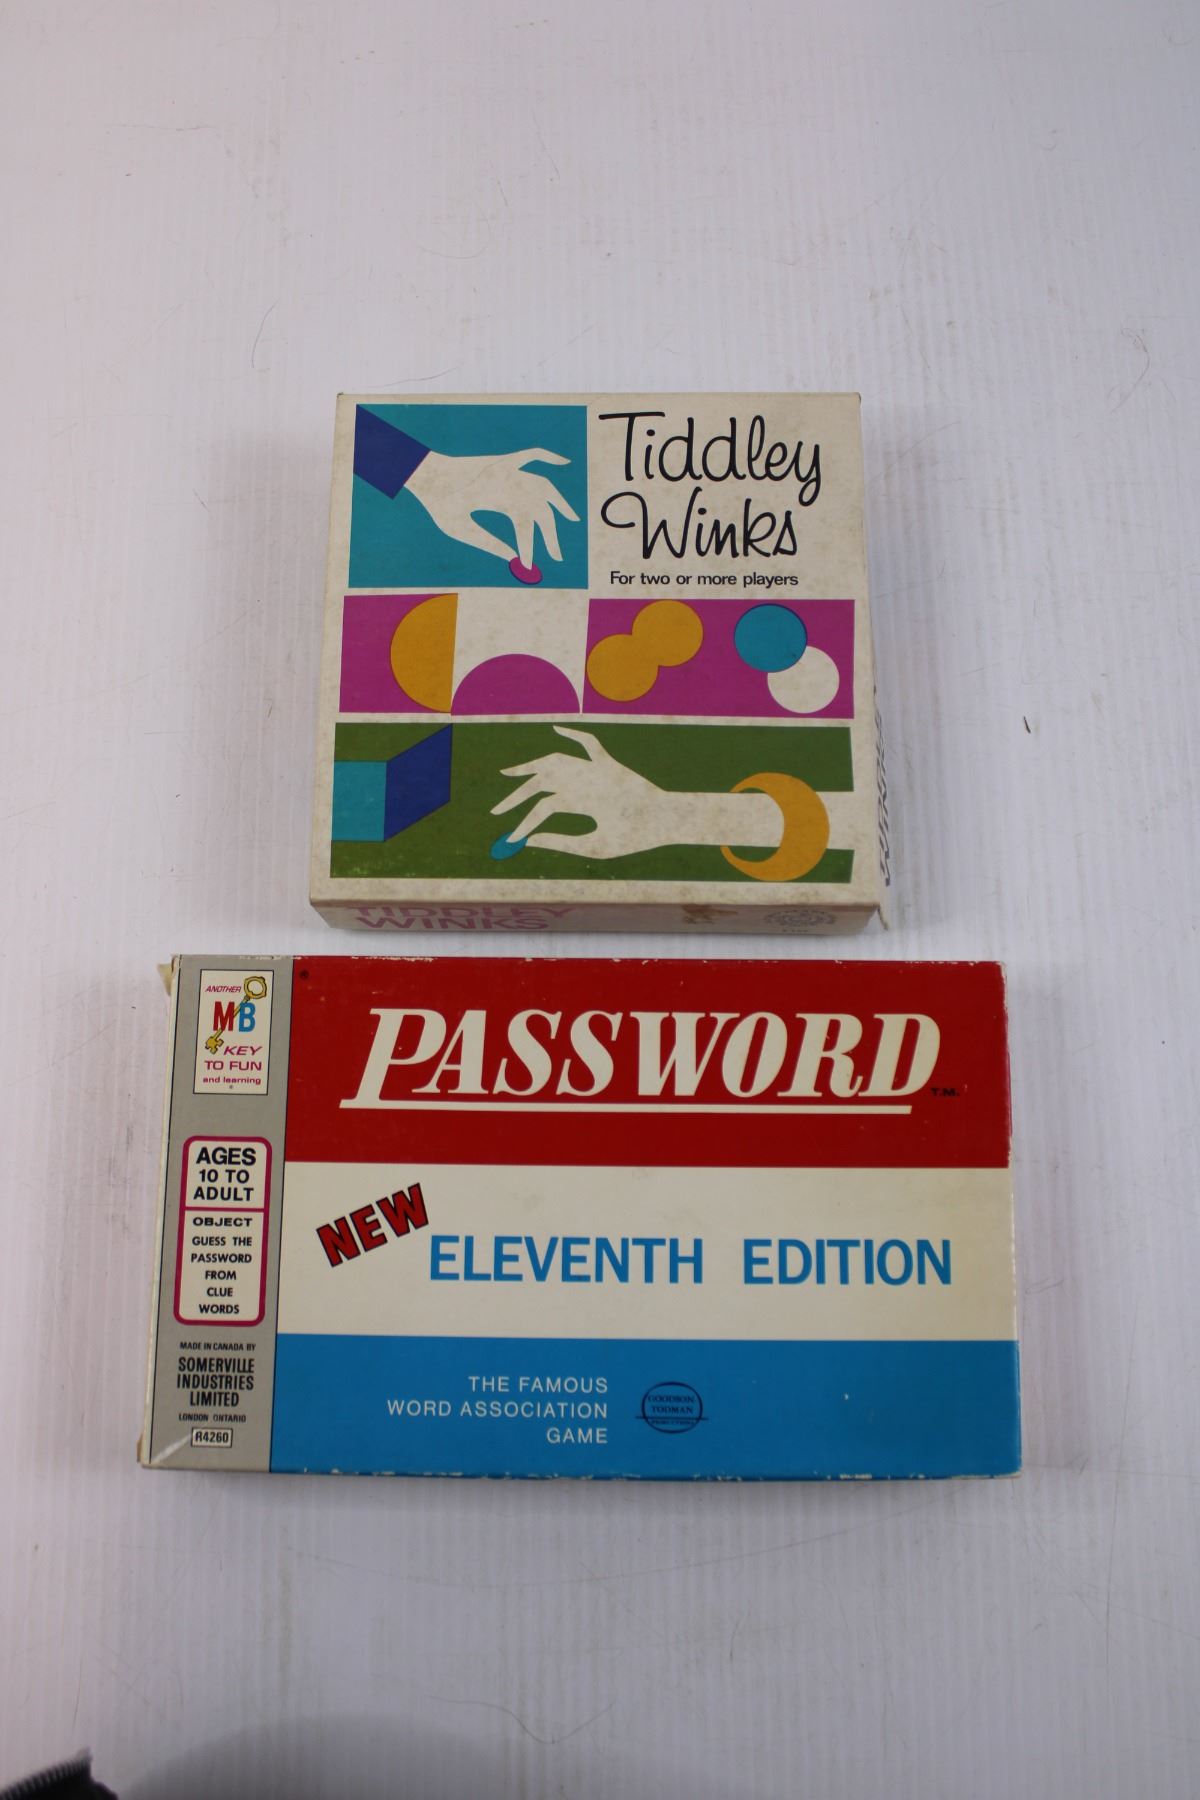 Tiddley
Winks
For two or more players
TIDDLEY
WINKS
ANOTHER
MB
KEY
TO FUN
and learning
®
AGES
10 TO
ADULT
OBJECT
GUESS THE
PASSWORD
FROM
CLUE
WORDS
MADE IN CANADA BY
SOMERVILLE
INDUSTRIES
LIMITED
LONDON ONTARIO
R4260
®
PASSWORD
T.M.
NEW
ELEVENTH EDITION
THE FAMOUS
WORD ASSOCIATION
GAME
GOODSON
TODMAN
PRODUCTIONS